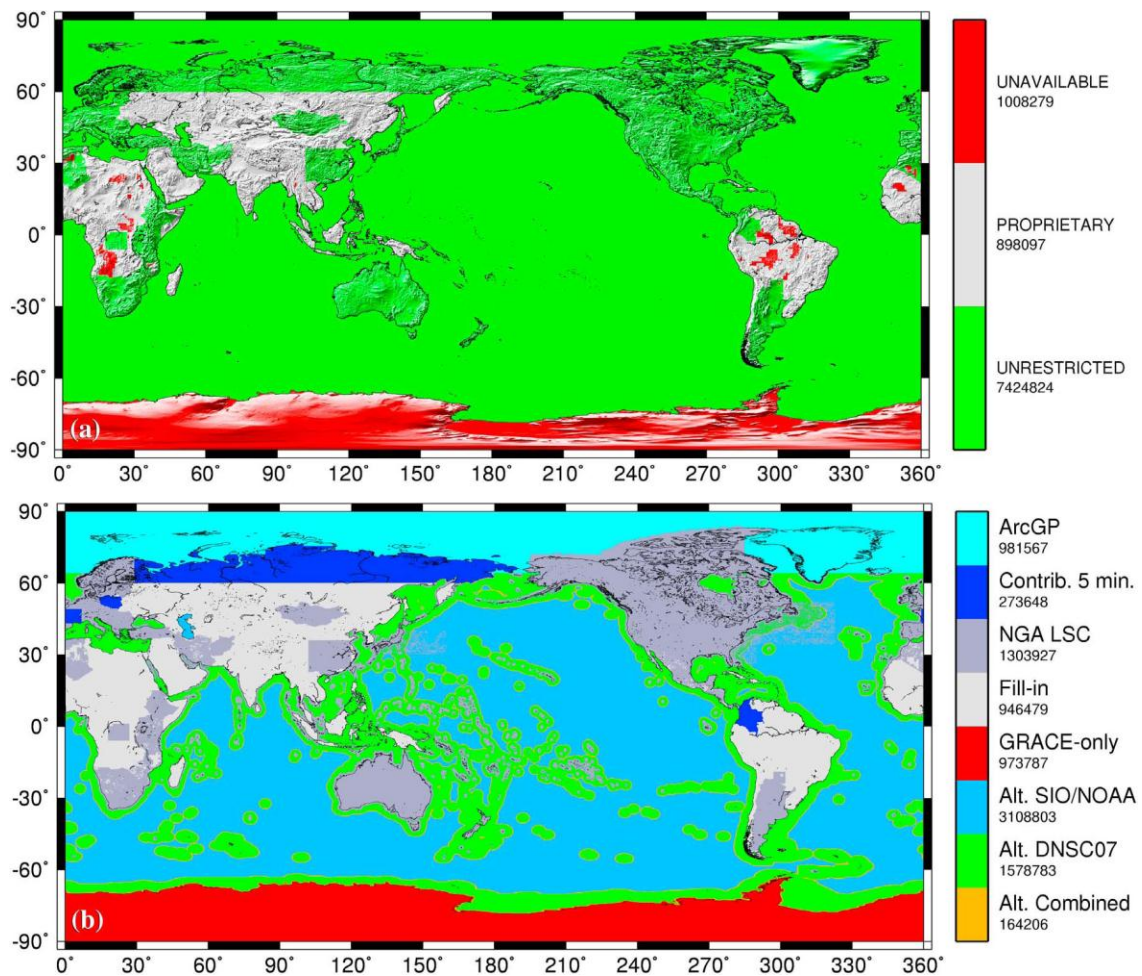 90˚
60˚
30˚
0˚
-30˚
-60˚
-90˚
(a)
0˚ 30˚ 60˚ 90˚ 120˚ 150˚ 180˚ 210˚ 240˚ 270˚ 300˚ 330˚ 360˚
UNAVAILABLE
1008279
PROPRIETARY
898097
UNRESTRICTED
7424824
90˚
60˚
30˚
0˚
-30˚
-60˚
-90˚
(b)
0˚ 30˚ 60˚ 90˚ 120˚ 150˚ 180˚ 210˚ 240˚ 270˚ 300˚ 330˚ 360˚
ArcGP
981567
Contrib. 5 min.
273648
NGA LSC
1303927
Fill-in
946479
GRACE-only
973787
Alt. SIO/NOAA
3108803
Alt. DNSC07
1578783
Alt. Combined
164206